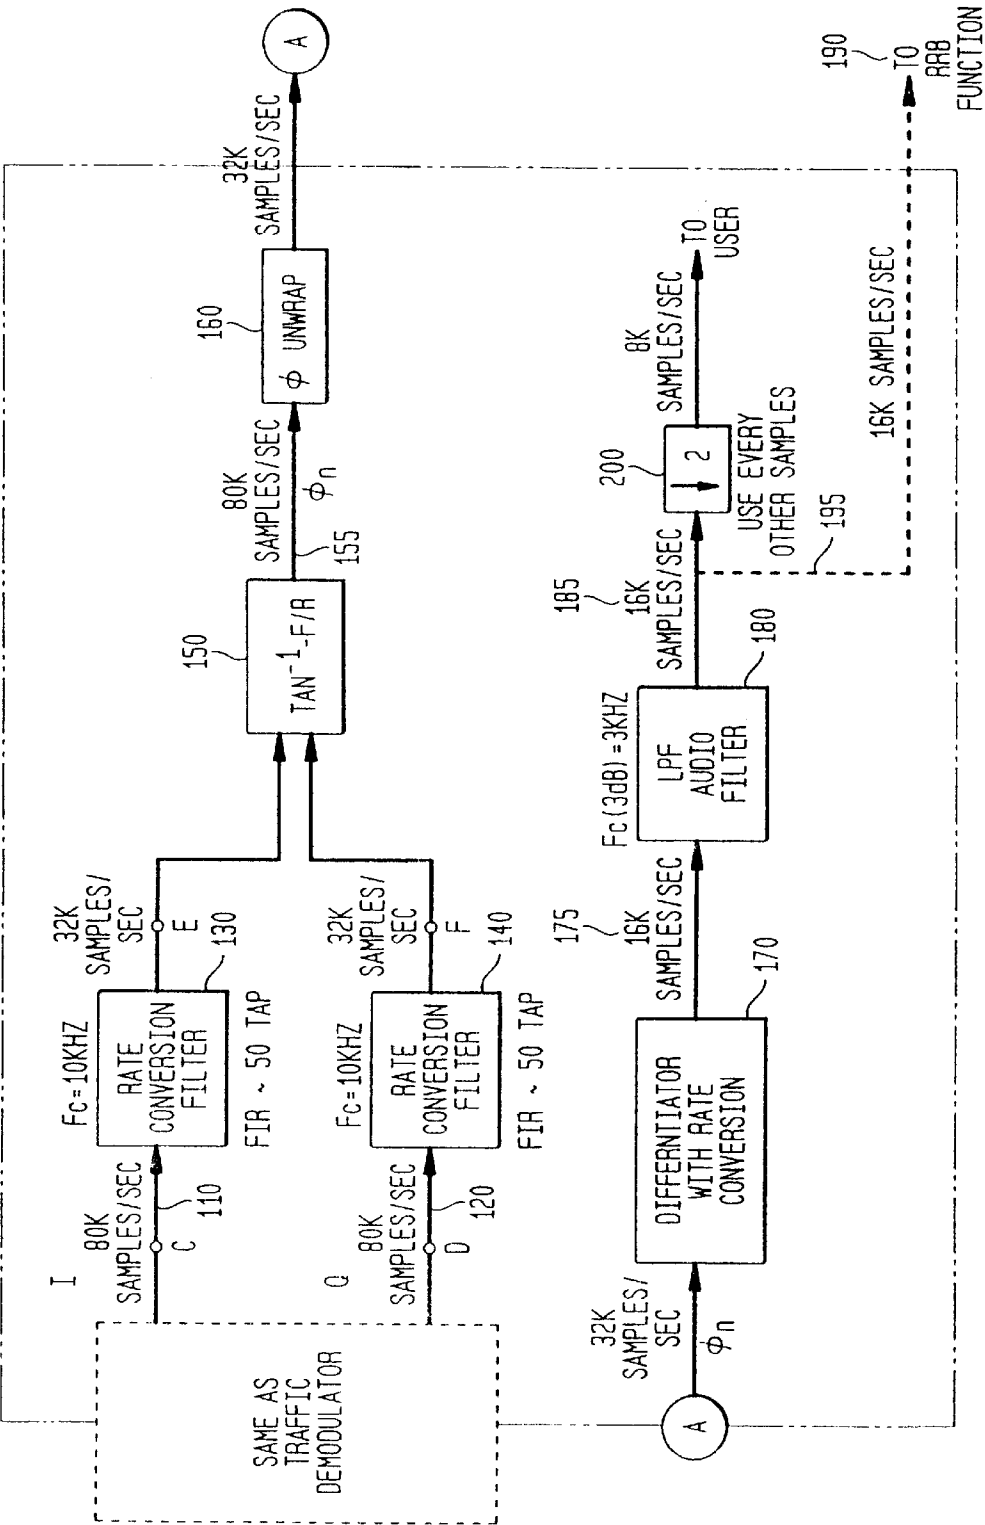 SAME AS
TRAFFIC
DEMODULATOR
I
80K
SAMPLES/SEC
C
110
Fc=10KHZ
RATE
CONVERSION
FILTER
FIR ~ 50 TAP
130
32K
SAMPLES/
SEC
E
Q
80K
SAMPLES/SEC
D
120
Fc=10KHZ
RATE
CONVERSION
FILTER
FIR ~ 50 TAP
140
32K
SAMPLES/
SEC
F
150
TAN⁻¹-F/R
80K
SAMPLES/SEC
ϕn
155
160
ϕ UNWRAP
32K
SAMPLES/SEC
A
A
32K
SAMPLES/
SEC
ϕn
DIFFERNTIATOR
WITH RATE
CONVERSION
170
175
16K
SAMPLES/SEC
Fc(3dB)=3KHZ
LPF
AUDIO
FILTER
180
185
16K
SAMPLES/SEC
195
200
↓ 2
USE EVERY
OTHER SAMPLES
8K
SAMPLES/SEC
TO
USER
16K SAMPLES/SEC
190
TO
RRB
FUNCTION